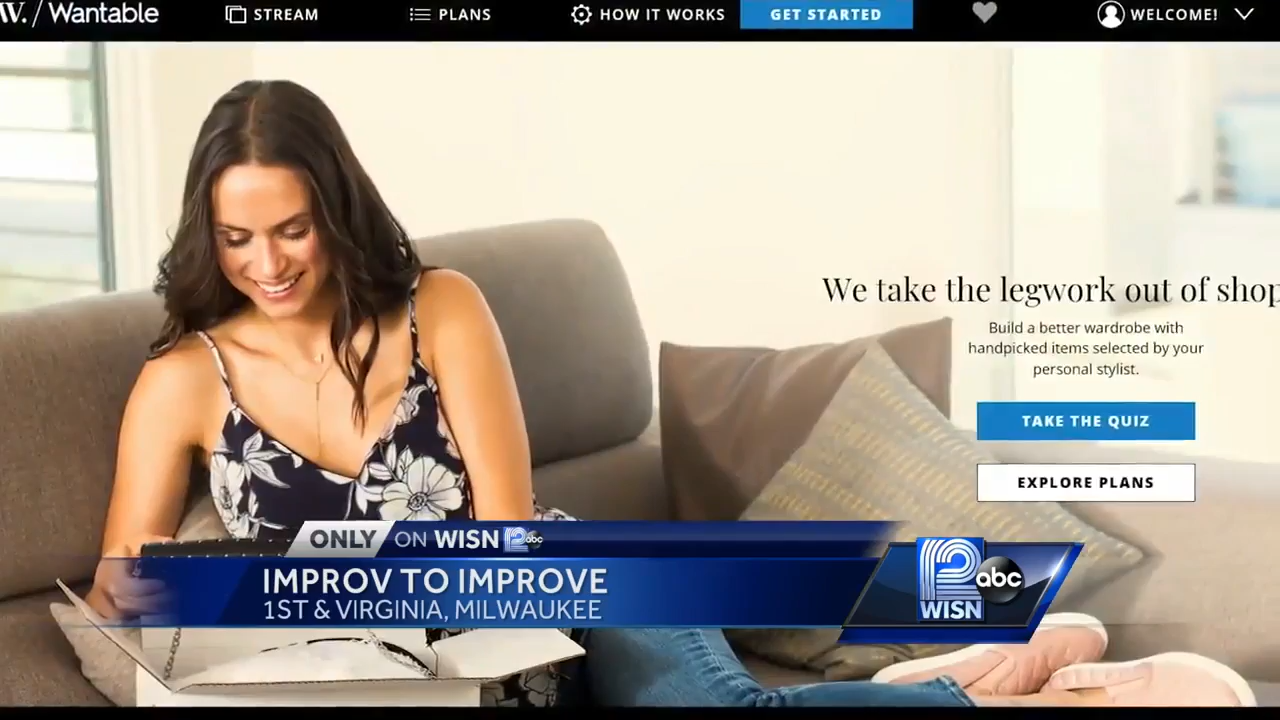 W. / Wantable
STREAM
PLANS
HOW IT WORKS
GET STARTED
WELCOME!
We take the legwork out of shop
Build a better wardrobe with
handpicked items selected by your
personal stylist.
TAKE THE QUIZ
EXPLORE PLANS
ONLY ON WISN 12 abc
IMPROV TO IMPROVE
1ST & VIRGINIA, MILWAUKEE
12 abc
WISN